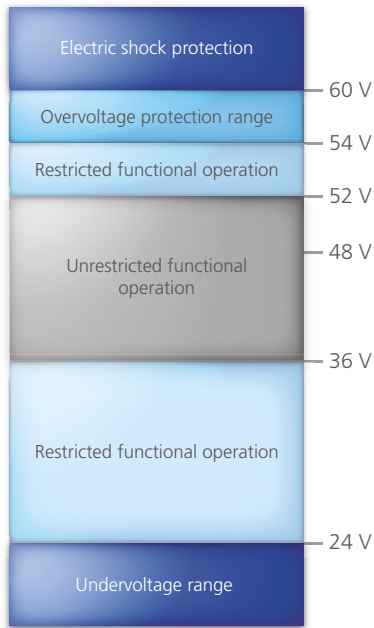 Electric shock protection
60 V
Overvoltage protection range
54 V
Restricted functional operation
52 V
48 V
Unrestricted functional
operation
36 V
Restricted functional operation
24 V
Undervoltage range